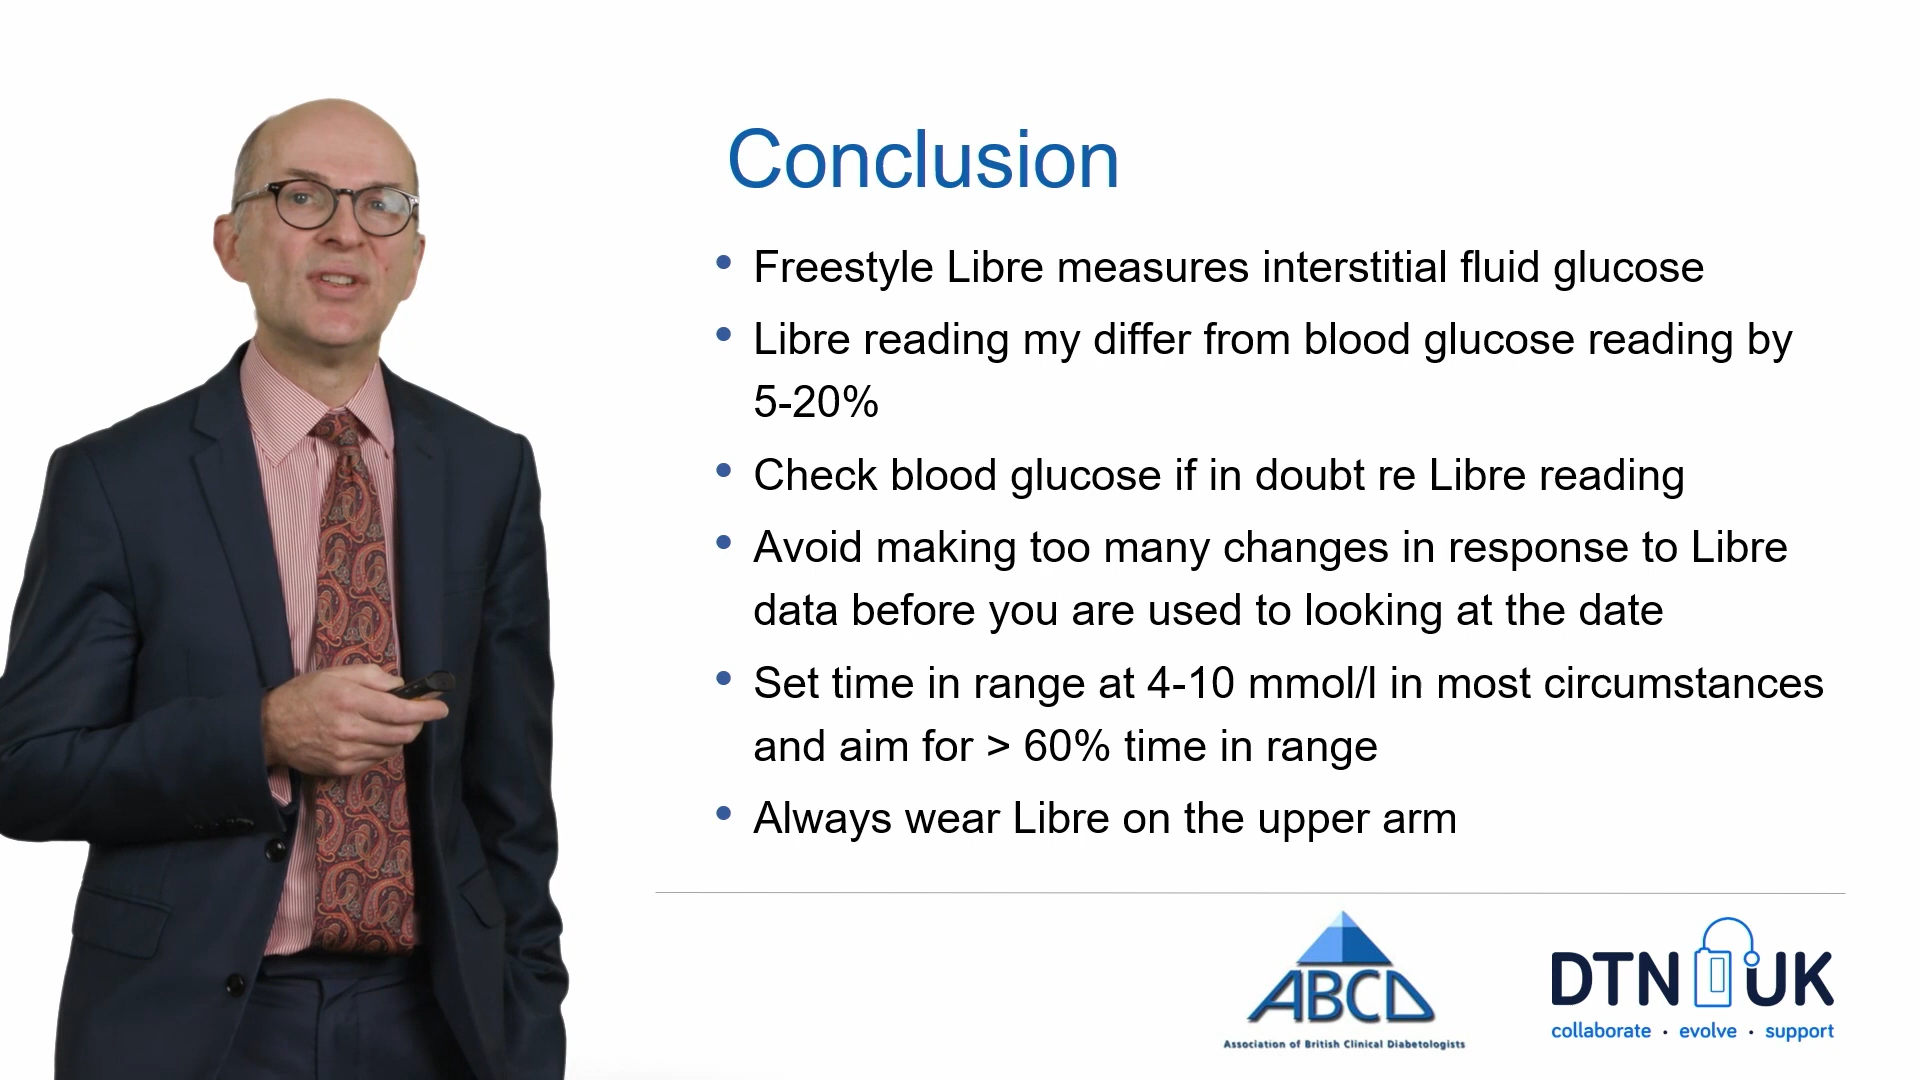 Conclusion
• Freestyle Libre measures interstitial fluid glucose
• Libre reading my differ from blood glucose reading by
5-20%
• Check blood glucose if in doubt re Libre reading
• Avoid making too many changes in response to Libre
data before you are used to looking at the date
• Set time in range at 4-10 mmol/l in most circumstances
and aim for > 60% time in range
• Always wear Libre on the upper arm
ABCD
Association of British Clinical Diabetologists
DTN UK
collaborate · evolve · support